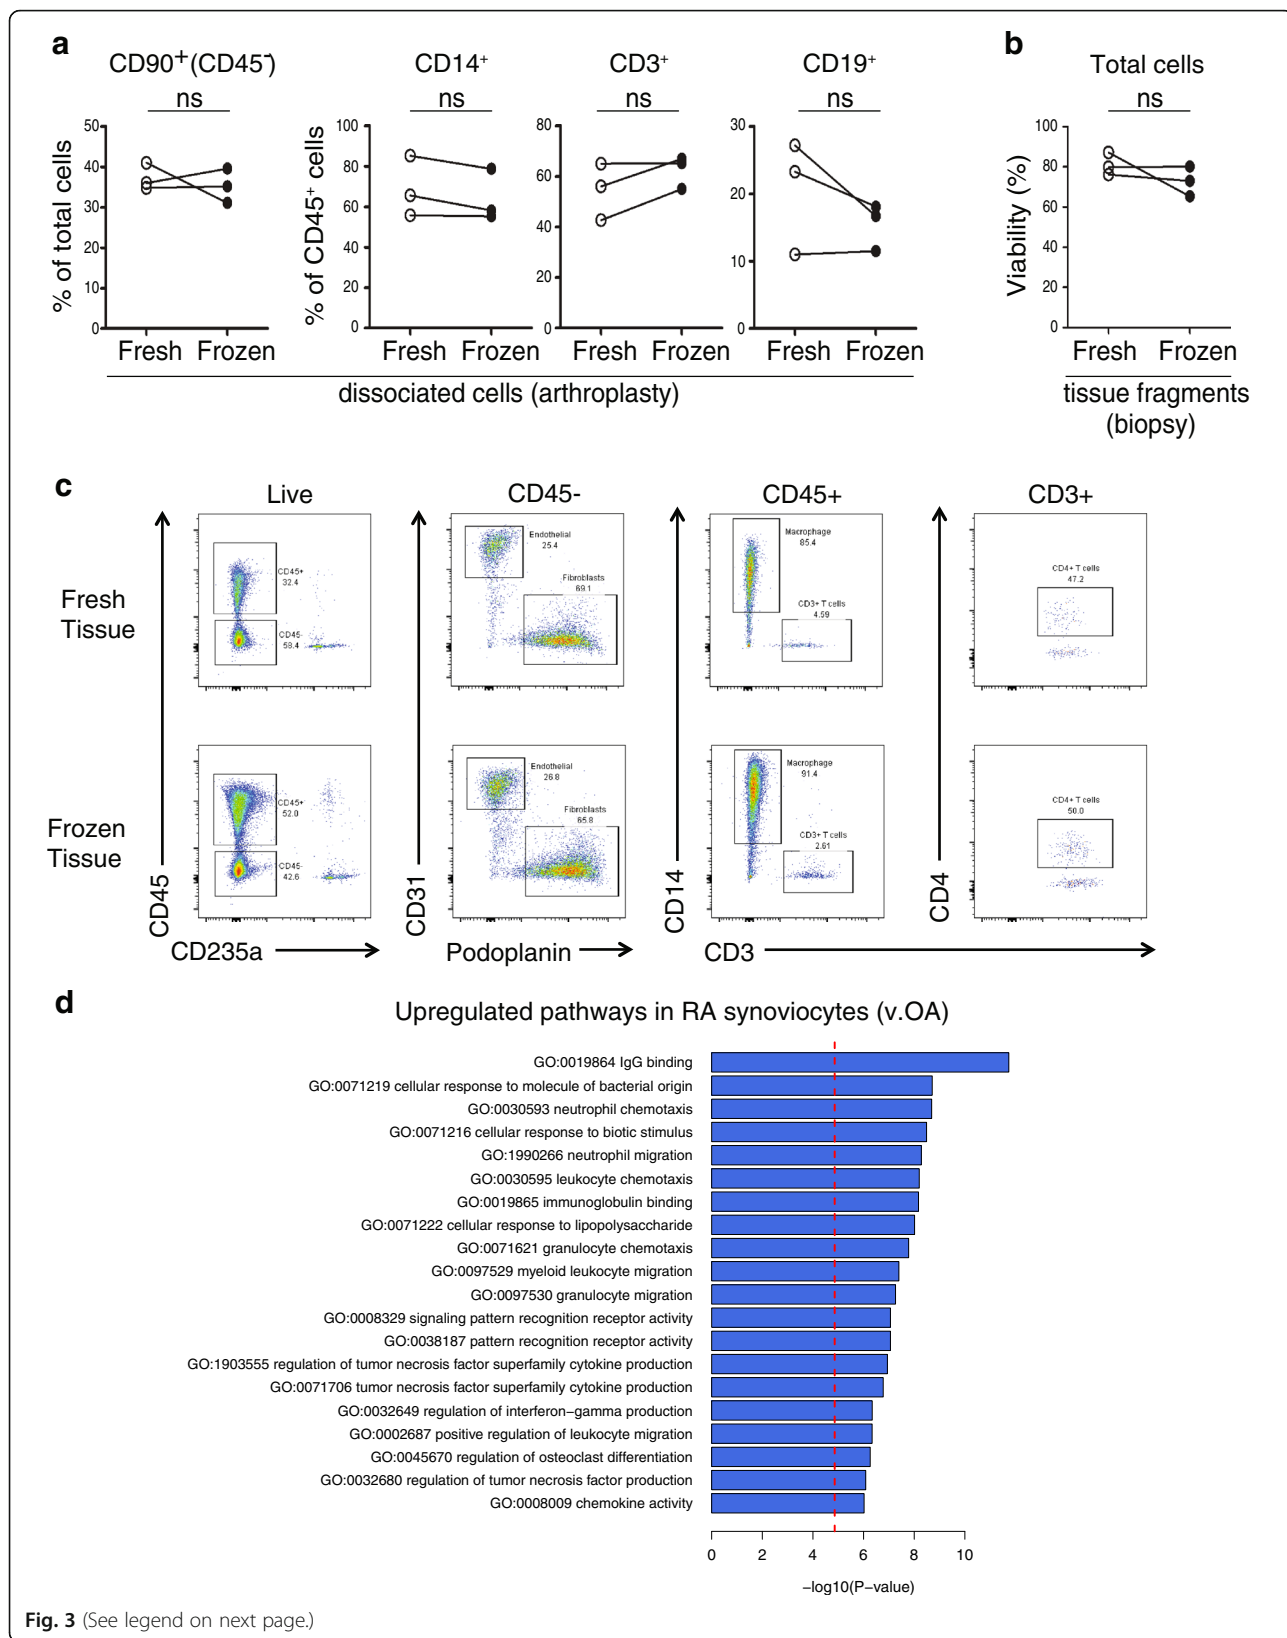 a
CD90+(CD45-)
CD14+
CD3+
CD19+
ns
ns
ns
ns
% of total cells
50
40
30
20
10
0
% of CD45+ cells
100
80
60
40
20
0
80
60
40
20
0
30
20
10
0
Fresh Frozen
Fresh Frozen
Fresh Frozen
Fresh Frozen
dissociated cells (arthroplasty)
b
Total cells
ns
Viability (%)
100
80
60
40
20
0
Fresh Frozen
tissue fragments
(biopsy)
c
Live
CD45-
CD45+
CD3+
Fresh
Tissue
CD45+
32.4
CD45-
58.4
Endothelial
25.4
Fibroblasts
69.1
Macrophage
85.4
CD3+ T cells
4.59
CD4+ T cells
47.2
Frozen
Tissue
CD45+
52.0
CD45-
42.6
Endothelial
26.8
Fibroblasts
65.8
Macrophage
91.4
CD3+ T cells
2.61
CD4+ T cells
50.0
CD45
CD31
CD14
CD4
CD235a
Podoplanin
CD3
d
Upregulated pathways in RA synoviocytes (v.OA)
GO:0019864 IgG binding
GO:0071219 cellular response to molecule of bacterial origin
GO:0030593 neutrophil chemotaxis
GO:0071216 cellular response to biotic stimulus
GO:1990266 neutrophil migration
GO:0030595 leukocyte chemotaxis
GO:0019865 immunoglobulin binding
GO:0071222 cellular response to lipopolysaccharide
GO:0071621 granulocyte chemotaxis
GO:0097529 myeloid leukocyte migration
GO:0097530 granulocyte migration
GO:0008329 signaling pattern recognition receptor activity
GO:0038187 pattern recognition receptor activity
GO:1903555 regulation of tumor necrosis factor superfamily cytokine production
GO:0071706 tumor necrosis factor superfamily cytokine production
GO:0032649 regulation of interferon−gamma production
GO:0002687 positive regulation of leukocyte migration
GO:0045670 regulation of osteoclast differentiation
GO:0032680 regulation of tumor necrosis factor production
GO:0008009 chemokine activity
0 2 4 6 8 10
−log10(P−value)
Fig. 3 (See legend on next page.)